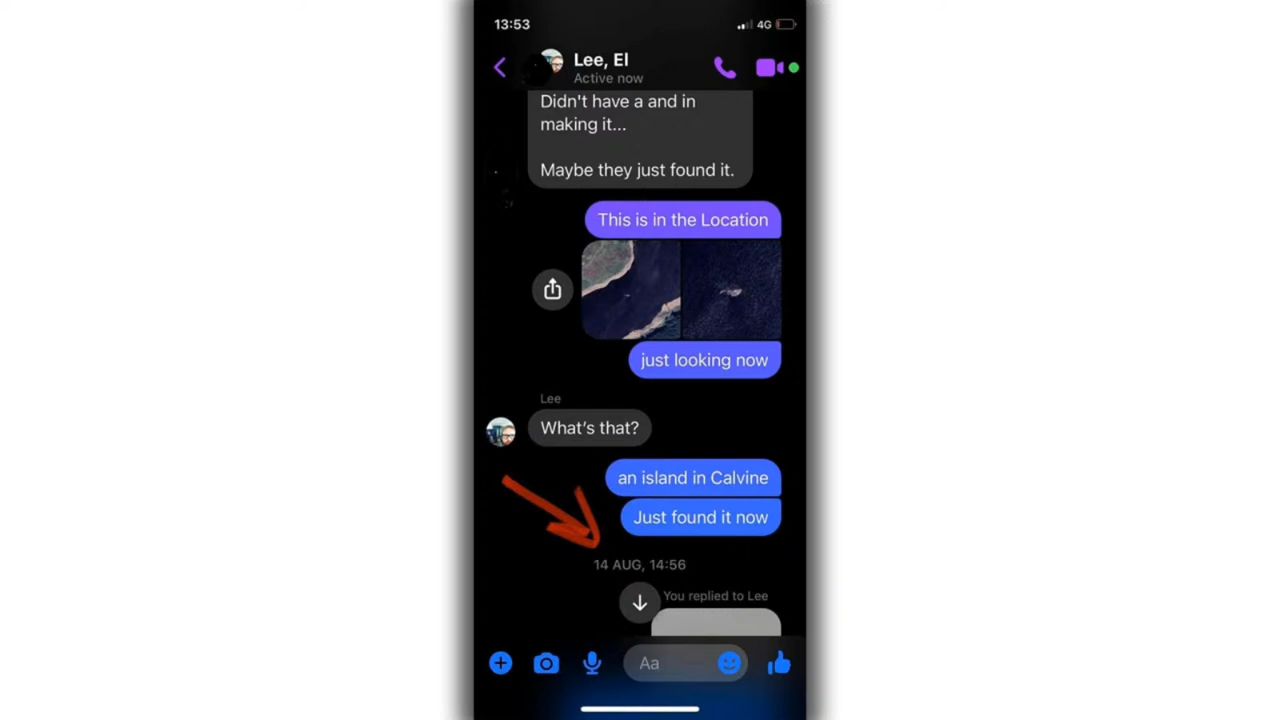 13:53
4G
Lee, El
Active now
Didn't have a and in
making it...
Maybe they just found it.
This is in the Location
just looking now
Lee
What's that?
an island in Calvine
Just found it now
14 AUG, 14:56
You replied to Lee
Aa